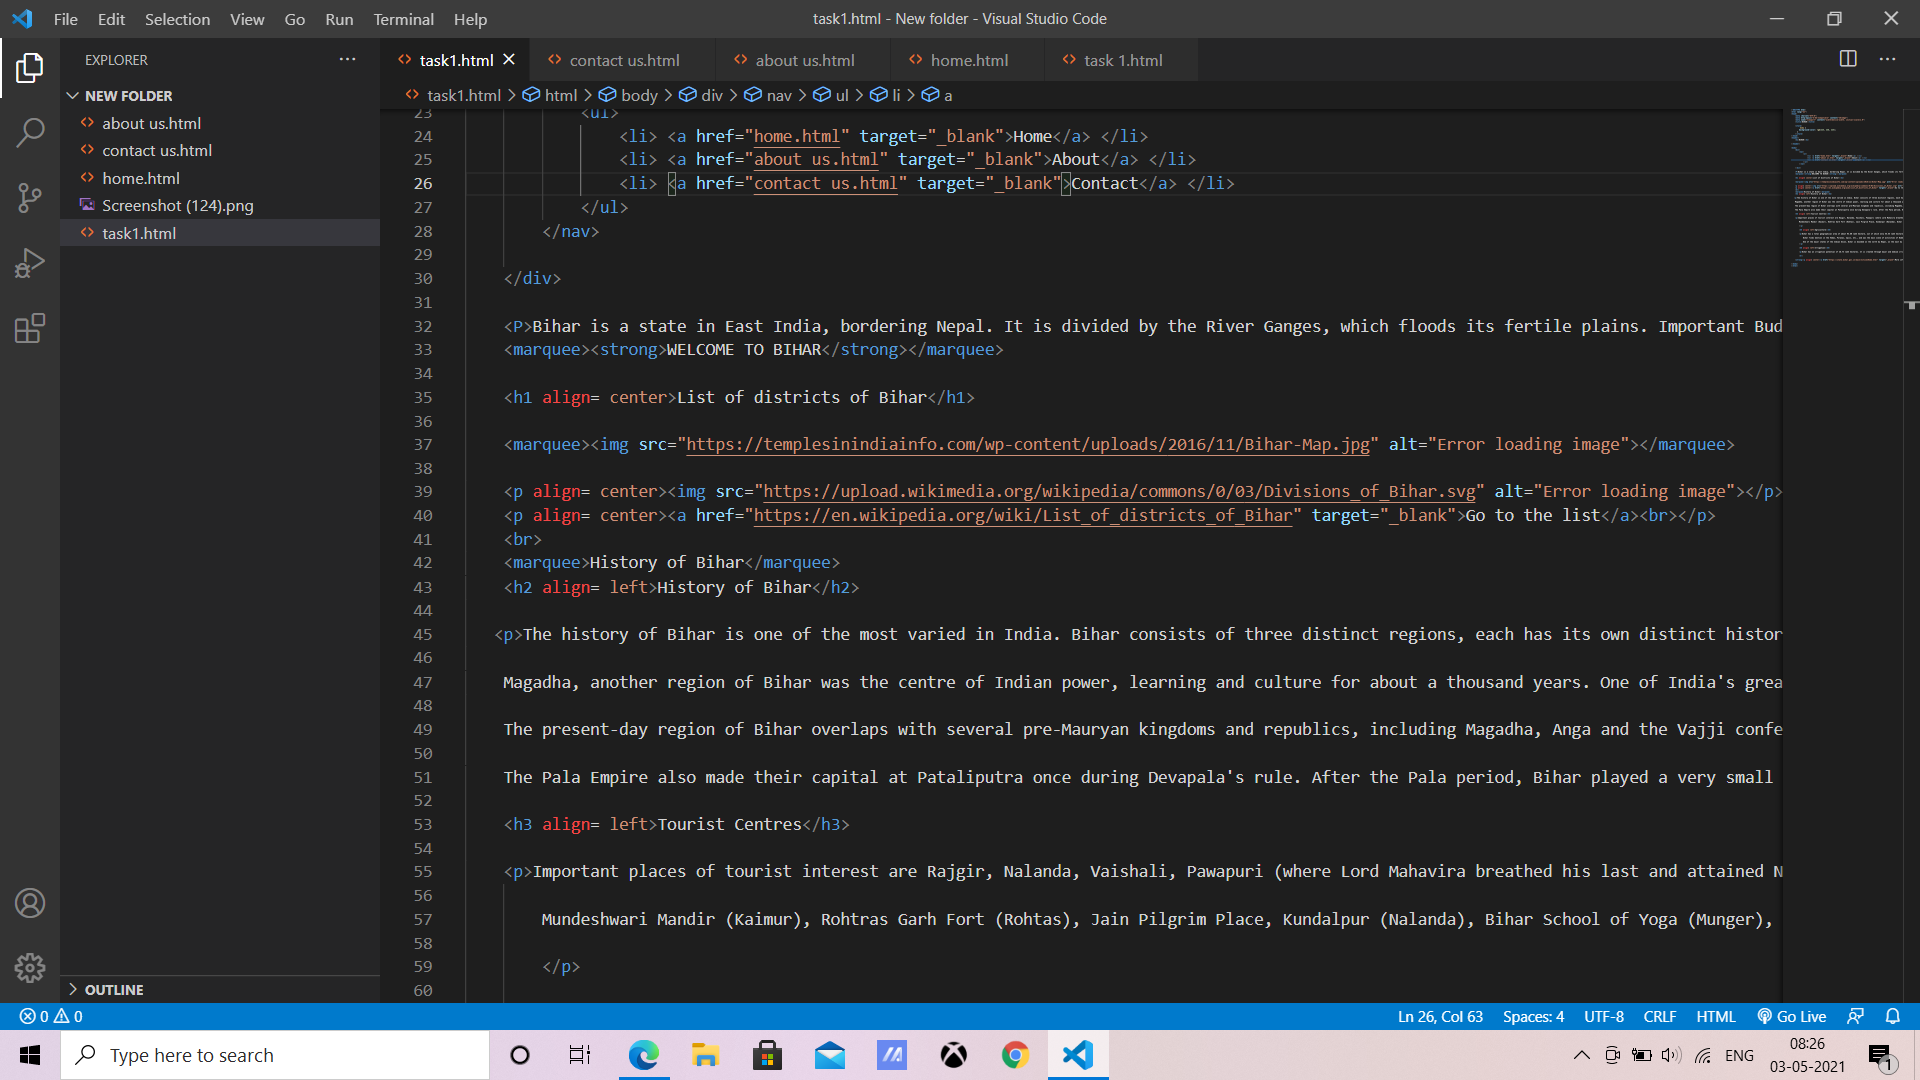 File Edit Selection View Go Run Terminal Help
task1.html - New folder - Visual Studio Code
EXPLORER
NEW FOLDER
about us.html
contact us.html
home.html
Screenshot (124).png
task1.html
OUTLINE
task1.html contact us.html about us.html home.html task 1.html
task1.html > html > body > div > nav > ul > li > a
23 <ul>
24 <li> <a href="home.html" target="_blank">Home</a> </li>
25 <li> <a href="about us.html" target="_blank">About</a> </li>
26 <li> <a href="contact us.html" target="_blank">Contact</a> </li>
27 </ul>
28 </nav>
29
30 </div>
31
32 <P>Bihar is a state in East India, bordering Nepal. It is divided by the River Ganges, which floods its fertile plains. Important Bud
33 <marquee><strong>WELCOME TO BIHAR</strong></marquee>
34
35 <h1 align= center>List of districts of Bihar</h1>
36
37 <marquee><img src="https://templesinindiainfo.com/wp-content/uploads/2016/11/Bihar-Map.jpg" alt="Error loading image"></marquee>
38
39 <p align= center><img src="https://upload.wikimedia.org/wikipedia/commons/0/03/Divisions_of_Bihar.svg" alt="Error loading image"></p>
40 <p align= center><a href="https://en.wikipedia.org/wiki/List_of_districts_of_Bihar" target="_blank">Go to the list</a><br></p>
41 <br>
42 <marquee>History of Bihar</marquee>
43 <h2 align= left>History of Bihar</h2>
44
45 <p>The history of Bihar is one of the most varied in India. Bihar consists of three distinct regions, each has its own distinct histor
46
47 Magadha, another region of Bihar was the centre of Indian power, learning and culture for about a thousand years. One of India's grea
48
49 The present-day region of Bihar overlaps with several pre-Mauryan kingdoms and republics, including Magadha, Anga and the Vajji confe
50
51 The Pala Empire also made their capital at Pataliputra once during Devapala's rule. After the Pala period, Bihar played a very small
52
53 <h3 align= left>Tourist Centres</h3>
54
55 <p>Important places of tourist interest are Rajgir, Nalanda, Vaishali, Pawapuri (where Lord Mahavira breathed his last and attained N
56
57 Mundeshwari Mandir (Kaimur), Rohtras Garh Fort (Rohtas), Jain Pilgrim Place, Kundalpur (Nalanda), Bihar School of Yoga (Munger),
58
59 </p>
60
0 0
Ln 26, Col 63 Spaces: 4 UTF-8 CRLF HTML Go Live
Type here to search
ENG
08:26
03-05-2021
1